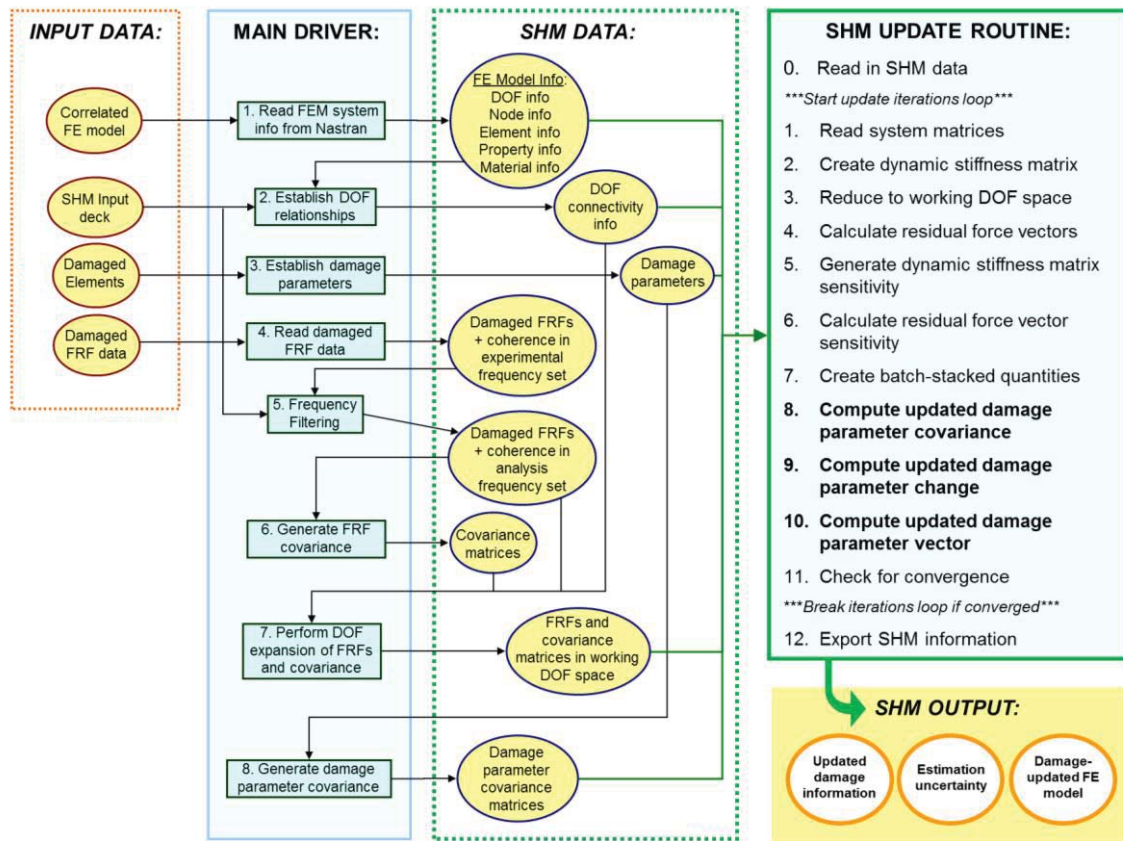 INPUT DATA:
Correlated
FE model
SHM Input
deck
Damaged
Elements
Damaged
FRF data
MAIN DRIVER:
1. Read FEM system
info from Nastran
2. Establish DOF
relationships
3. Establish damage
parameters
4. Read damaged
FRF data
5. Frequency
Filtering
6. Generate FRF
covariance
7. Perform DOF
expansion of FRFs
and covariance
8. Generate damage
parameter covariance
SHM DATA:
FE Model Info:
DOF info
Node info
Element info
Property info
Material info
DOF
connectivity
info
Damage
parameters
Damaged FRFs
+ coherence in
experimental
frequency set
Damaged FRFs
+ coherence in
analysis
frequency set
Covariance
matrices
FRFs and
covariance
matrices in working
DOF space
Damage
parameter
covariance
matrices
SHM UPDATE ROUTINE:
0. Read in SHM data
***Start update iterations loop***
1. Read system matrices
2. Create dynamic stiffness matrix
3. Reduce to working DOF space
4. Calculate residual force vectors
5. Generate dynamic stiffness matrix
sensitivity
6. Calculate residual force vector
sensitivity
7. Create batch-stacked quantities
8. Compute updated damage
parameter covariance
9. Compute updated damage
parameter change
10. Compute updated damage
parameter vector
11. Check for convergence
***Break iterations loop if converged***
12. Export SHM information
SHM OUTPUT:
Updated
damage
information
Estimation
uncertainty
Damage-
updated FE
model